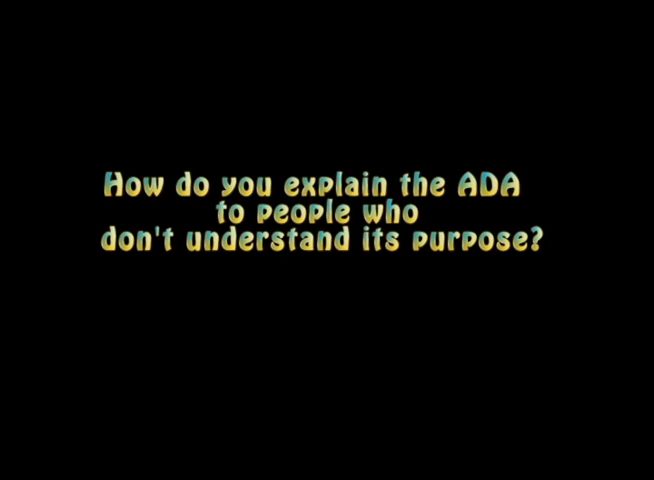 How do you explain the ADA
to people who
don't understand its purpose?